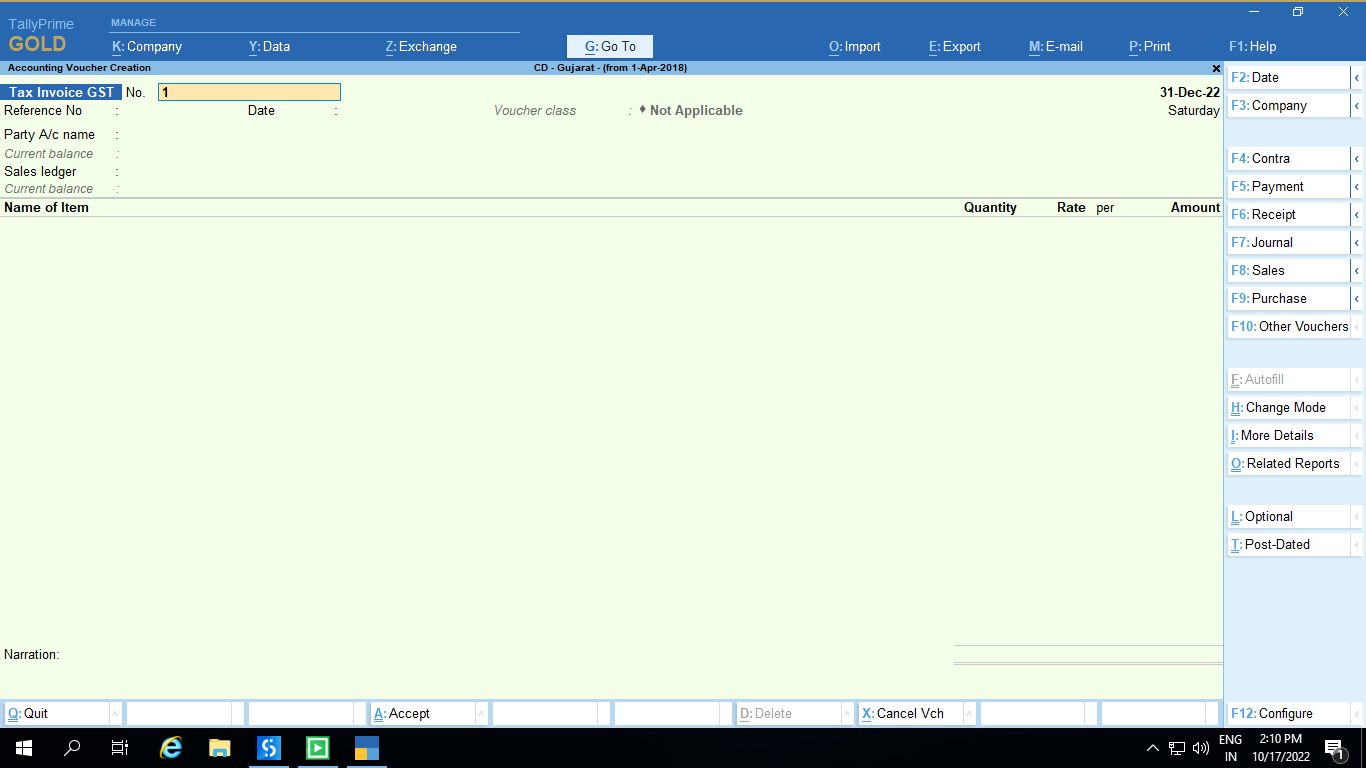 TallyPrime
GOLD
MANAGE
K: Company Y: Data Z: Exchange G: Go To O: Import E: Export M: E-mail P: Print F1: Help
Accounting Voucher Creation CD - Gujarat - (from 1-Apr-2018) ×
Tax Invoice GST No. 1 31-Dec-22
Reference No : Date : Voucher class : ♦ Not Applicable Saturday
Party A/c name :
Current balance :
Sales ledger :
Current balance :
Name of Item Quantity Rate per Amount
Narration:
F2: Date
F3: Company
F4: Contra
F5: Payment
F6: Receipt
F7: Journal
F8: Sales
F9: Purchase
F10: Other Vouchers
F: Autofill
H: Change Mode
I: More Details
O: Related Reports
L: Optional
T: Post-Dated
Q: Quit A: Accept D: Delete X: Cancel Vch F12: Configure
ENG
IN
2:10 PM
10/17/2022
1